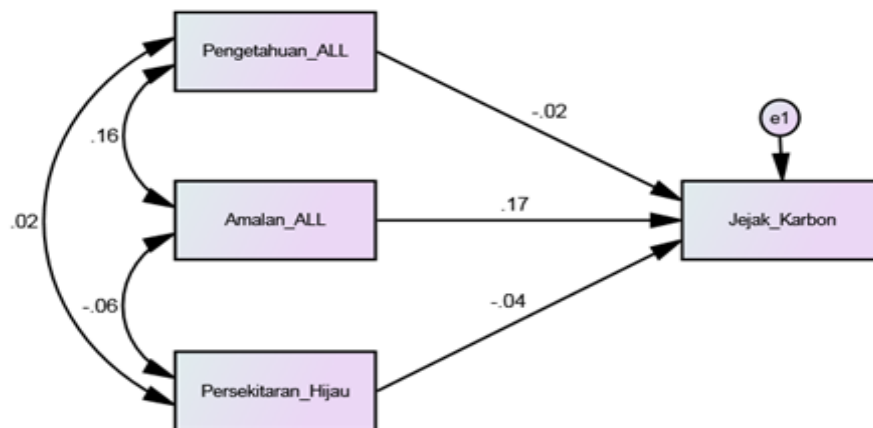 Pengetahuan_ALL
-.02
e1
.16
.02
Amalan_ALL
.17
Jejak_Karbon
-.06
-.04
Persekitaran_Hijau